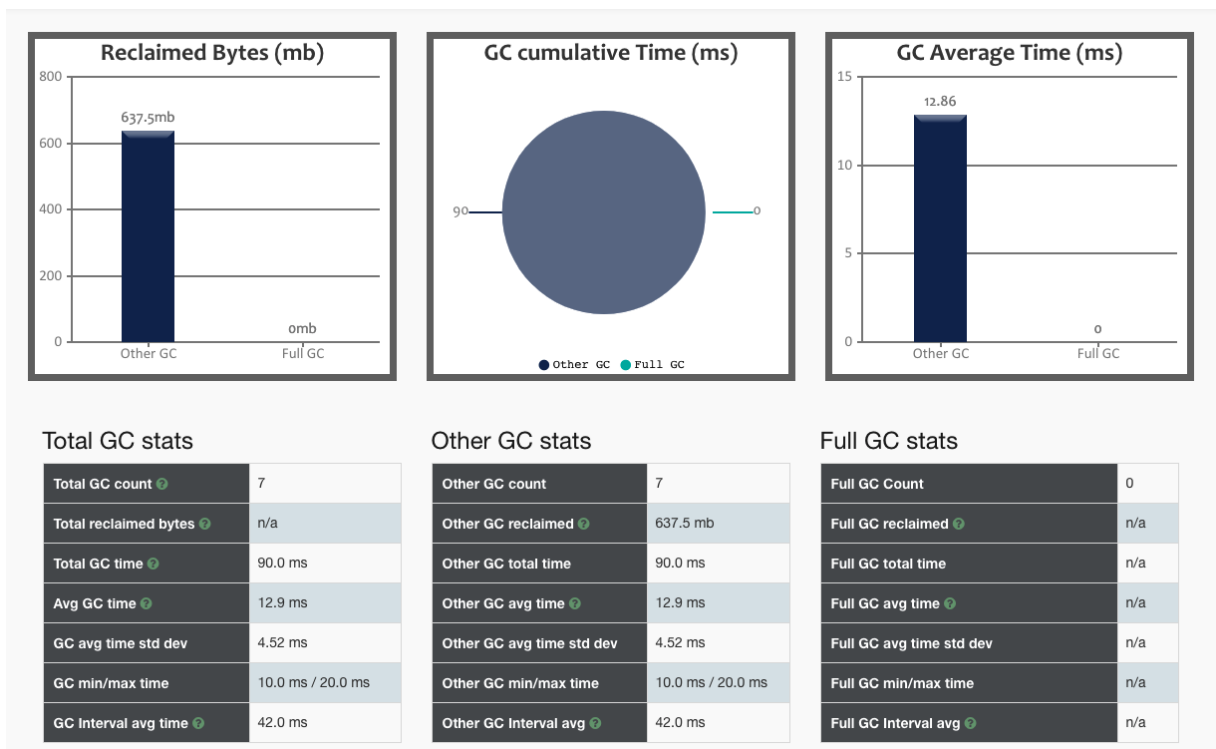 Reclaimed Bytes (mb)
800
600
400
200
0
637.5mb
0mb
Other GC
Full GC
GC cumulative Time (ms)
90
0
Other GC
Full GC
GC Average Time (ms)
15
10
5
0
12.86
0
Other GC
Full GC
Total GC stats
Total GC count ? 7
Total reclaimed bytes ? n/a
Total GC time ? 90.0 ms
Avg GC time ? 12.9 ms
GC avg time std dev 4.52 ms
GC min/max time 10.0 ms / 20.0 ms
GC Interval avg time ? 42.0 ms
Other GC stats
Other GC count 7
Other GC reclaimed ? 637.5 mb
Other GC total time 90.0 ms
Other GC avg time ? 12.9 ms
Other GC avg time std dev 4.52 ms
Other GC min/max time 10.0 ms / 20.0 ms
Other GC Interval avg ? 42.0 ms
Full GC stats
Full GC Count 0
Full GC reclaimed ? n/a
Full GC total time n/a
Full GC avg time ? n/a
Full GC avg time std dev n/a
Full GC min/max time n/a
Full GC Interval avg ? n/a